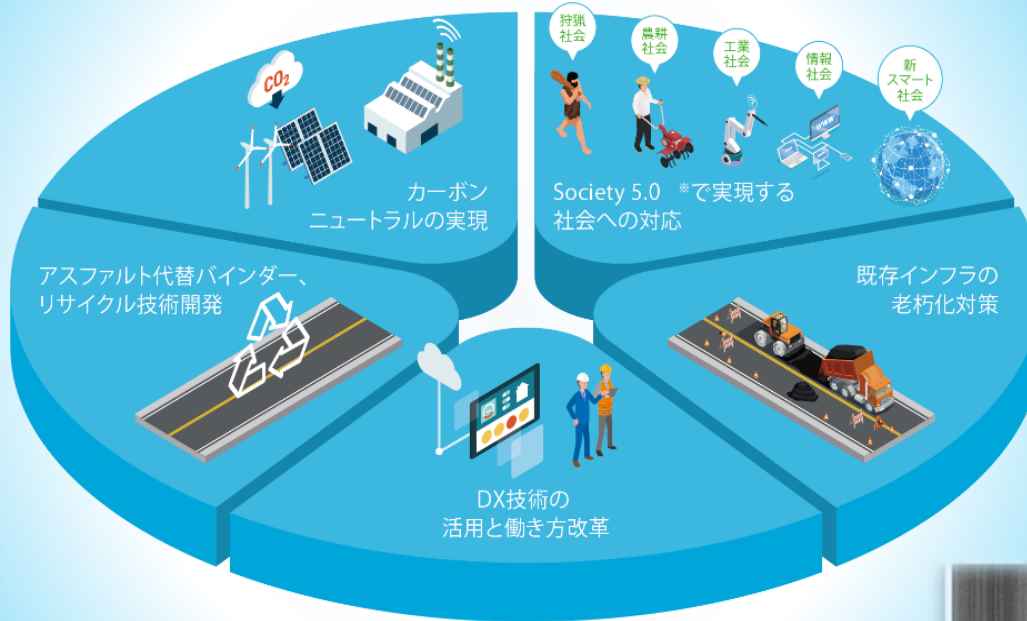 狩猟
社会
農耕
社会
工業
社会
情報
社会
新
スマート
社会
CO2
WWW
カーボン
ニュートラルの実現
Society 5.0 ※で実現する
社会への対応
アスファルト代替バインダー、
リサイクル技術開発
既存インフラの
老朽化対策
DX技術の
活用と働き方改革